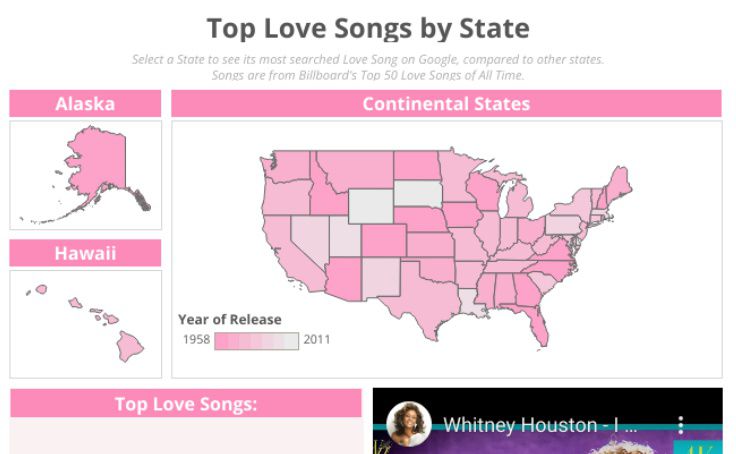 Top Love Songs by State
Select a State to see its most searched Love Song on Google, compared to other states.
Songs are from Billboard's Top 50 Love Songs of All Time.
Alaska
Continental States
Hawaii
Year of Release
1958
2011
Top Love Songs:
Whitney Houston - I ...